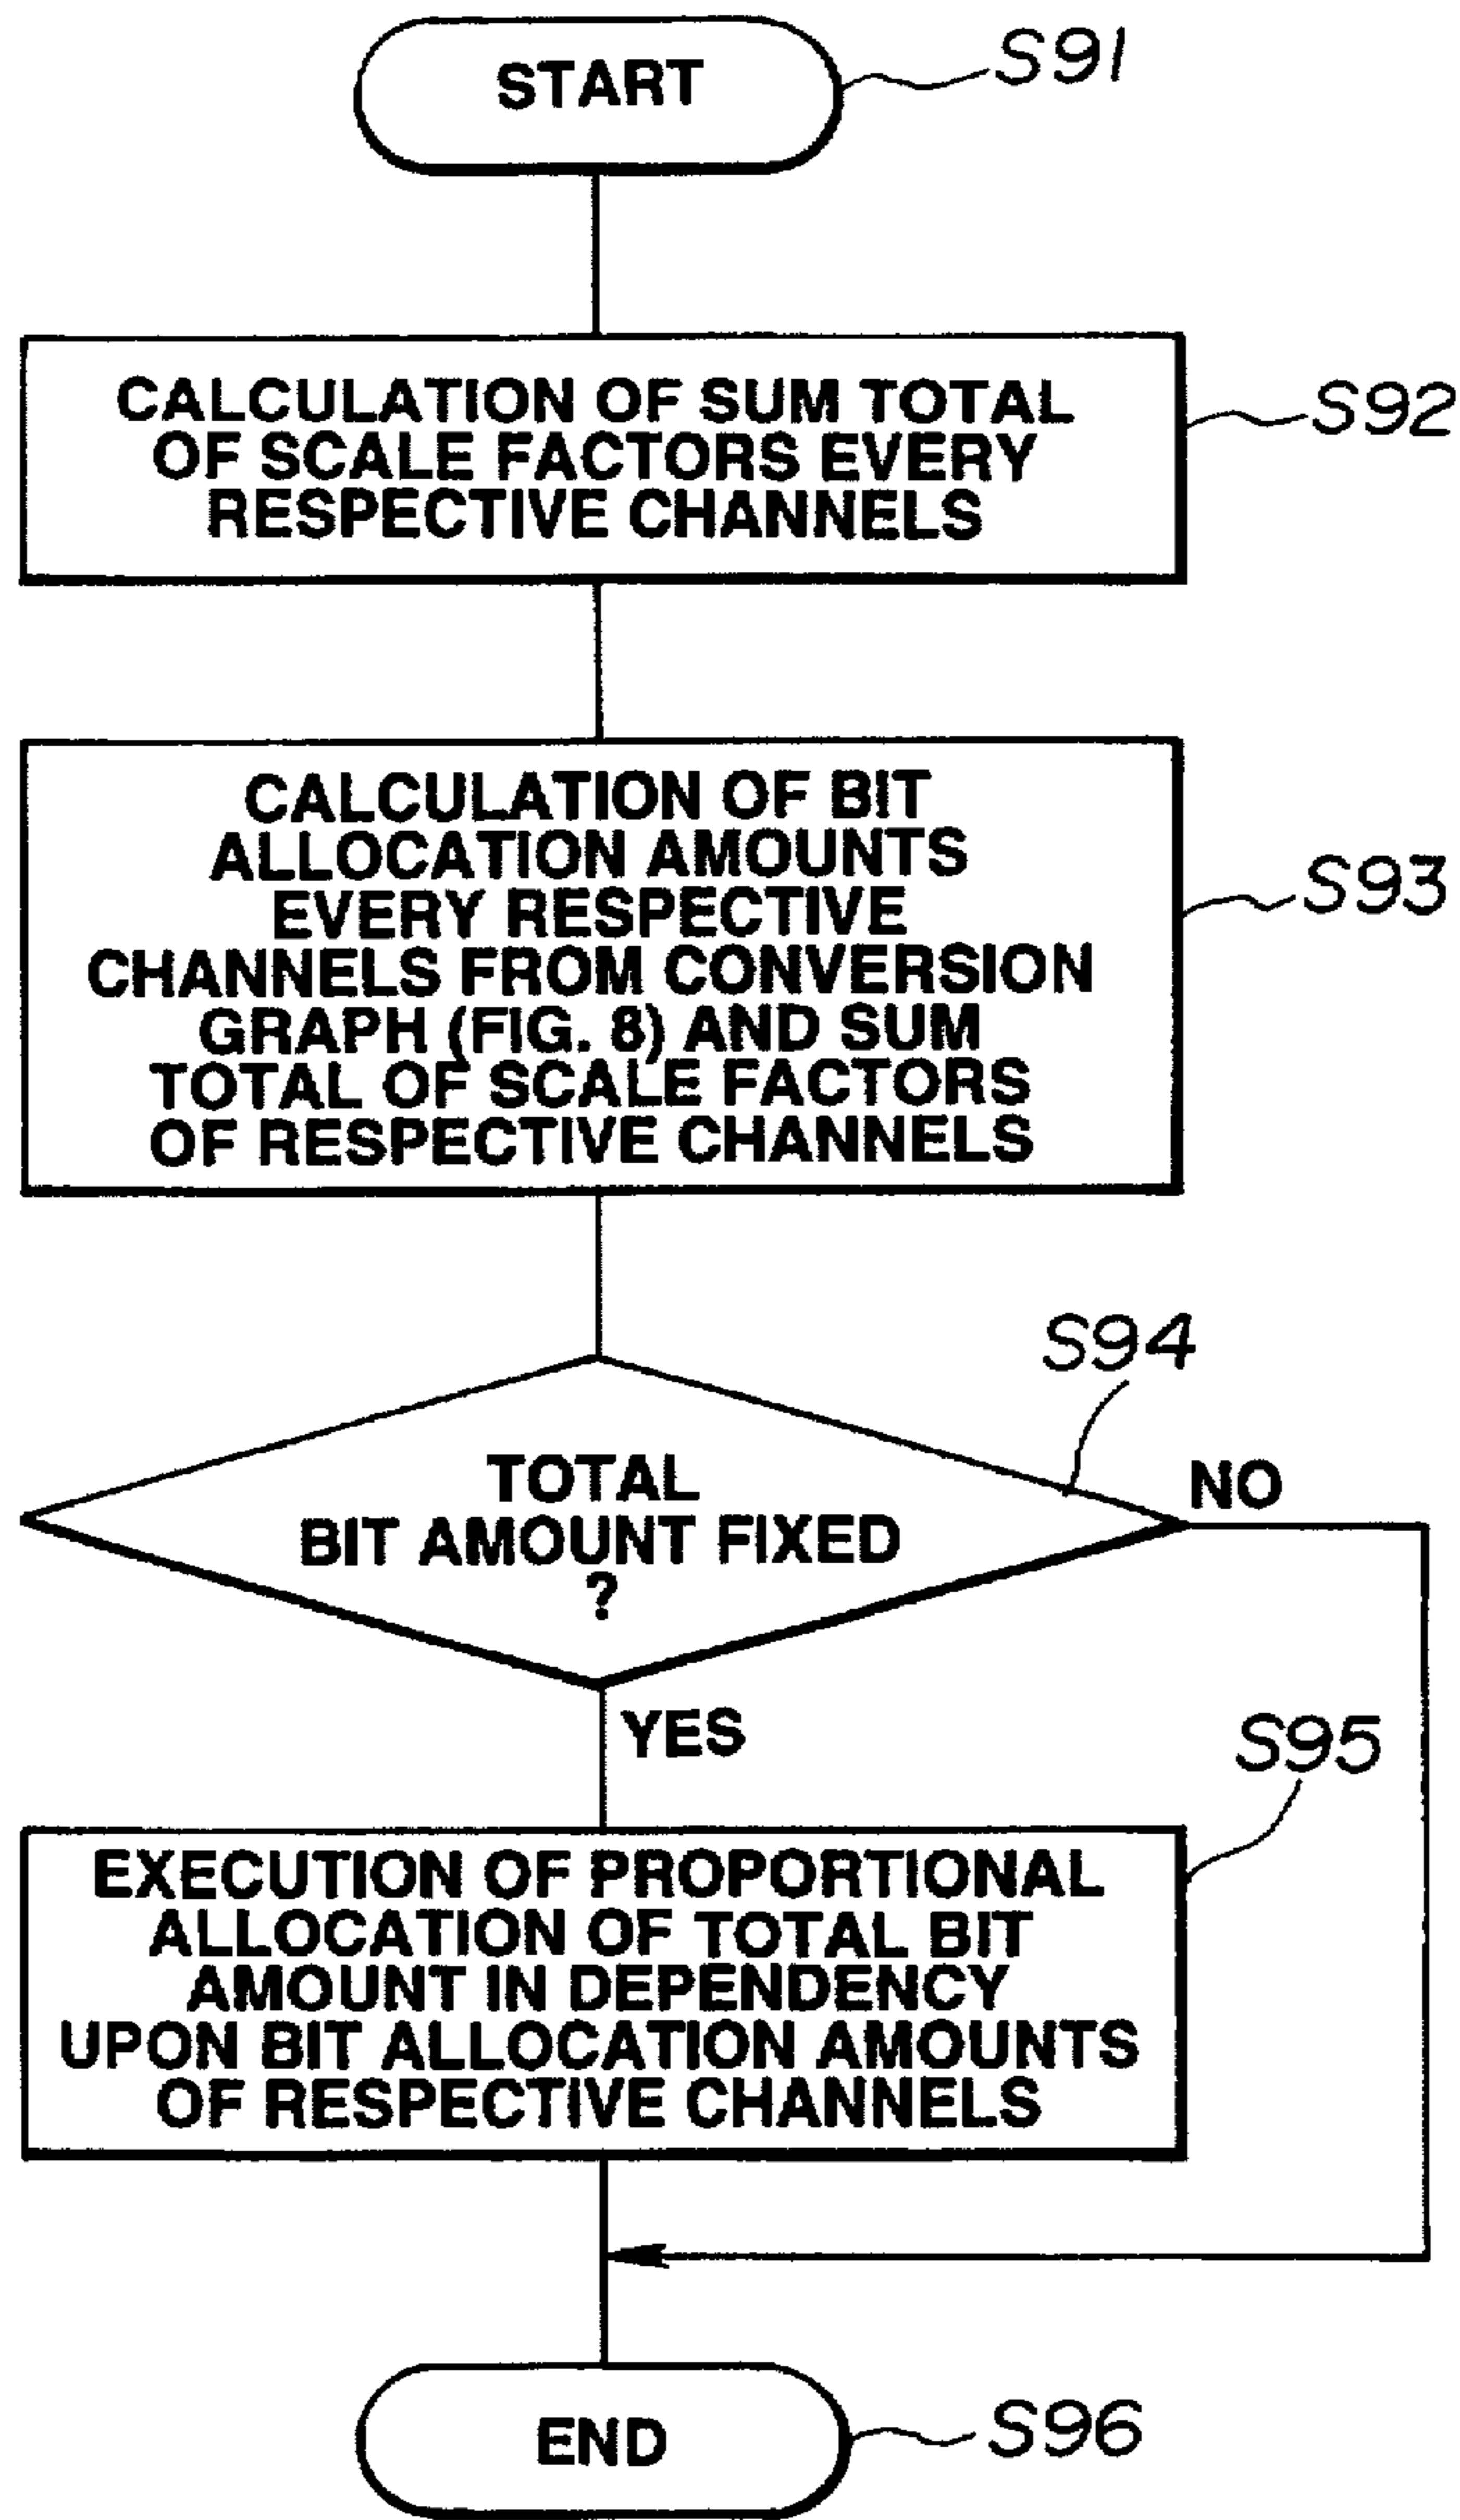 START
S91
CALCULATION OF SUM TOTAL
OF SCALE FACTORS EVERY
RESPECTIVE CHANNELS
S92
CALCULATION OF BIT
ALLOCATION AMOUNTS
EVERY RESPECTIVE
CHANNELS FROM CONVERSION
GRAPH (FIG. 8) AND SUM
TOTAL OF SCALE FACTORS
OF RESPECTIVE CHANNELS
S93
S94
TOTAL
BIT AMOUNT FIXED
?
NO
YES
S95
EXECUTION OF PROPORTIONAL
ALLOCATION OF TOTAL BIT
AMOUNT IN DEPENDENCY
UPON BIT ALLOCATION AMOUNTS
OF RESPECTIVE CHANNELS
END
S96